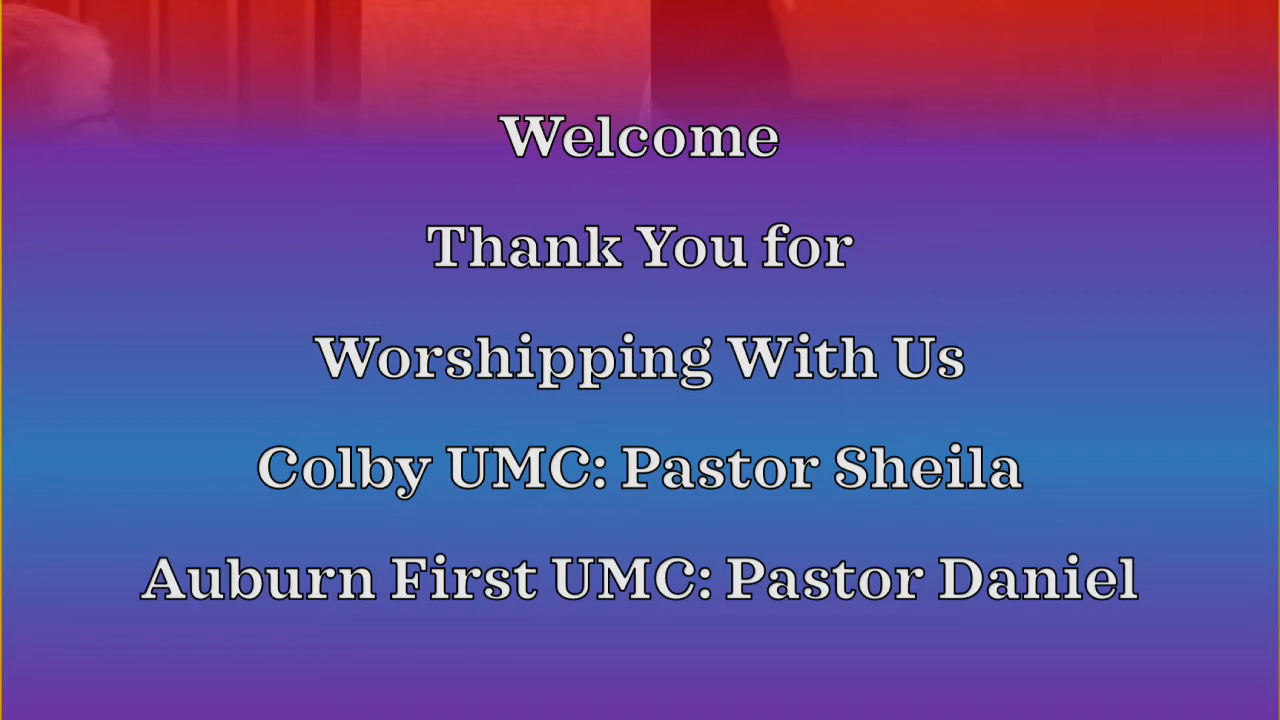 Welcome
Thank You for
Worshipping With Us
Colby UMC: Pastor Sheila
Auburn First UMC: Pastor Daniel